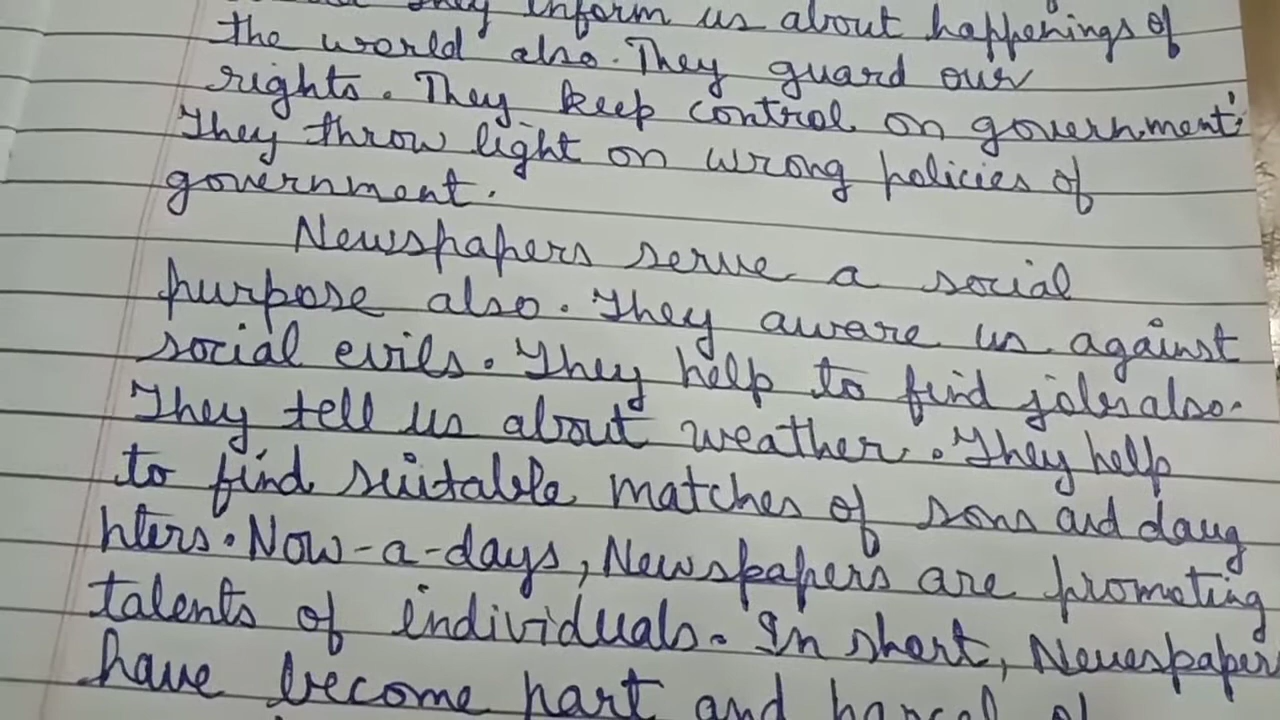 they inform us about happenings of
the world also. They guard our
rights. They keep control on government.
They throw light on wrong policies of
government.
Newspapers serve a social
purpose also. They aware us against
social evils. They help to find jobs also.
They tell us about weather. They help
to find suitable matches of sons and daug
hters. Now-a-days, Newspapers are promoting
talents of individuals. In short, Newspaper
have become part and parcel of